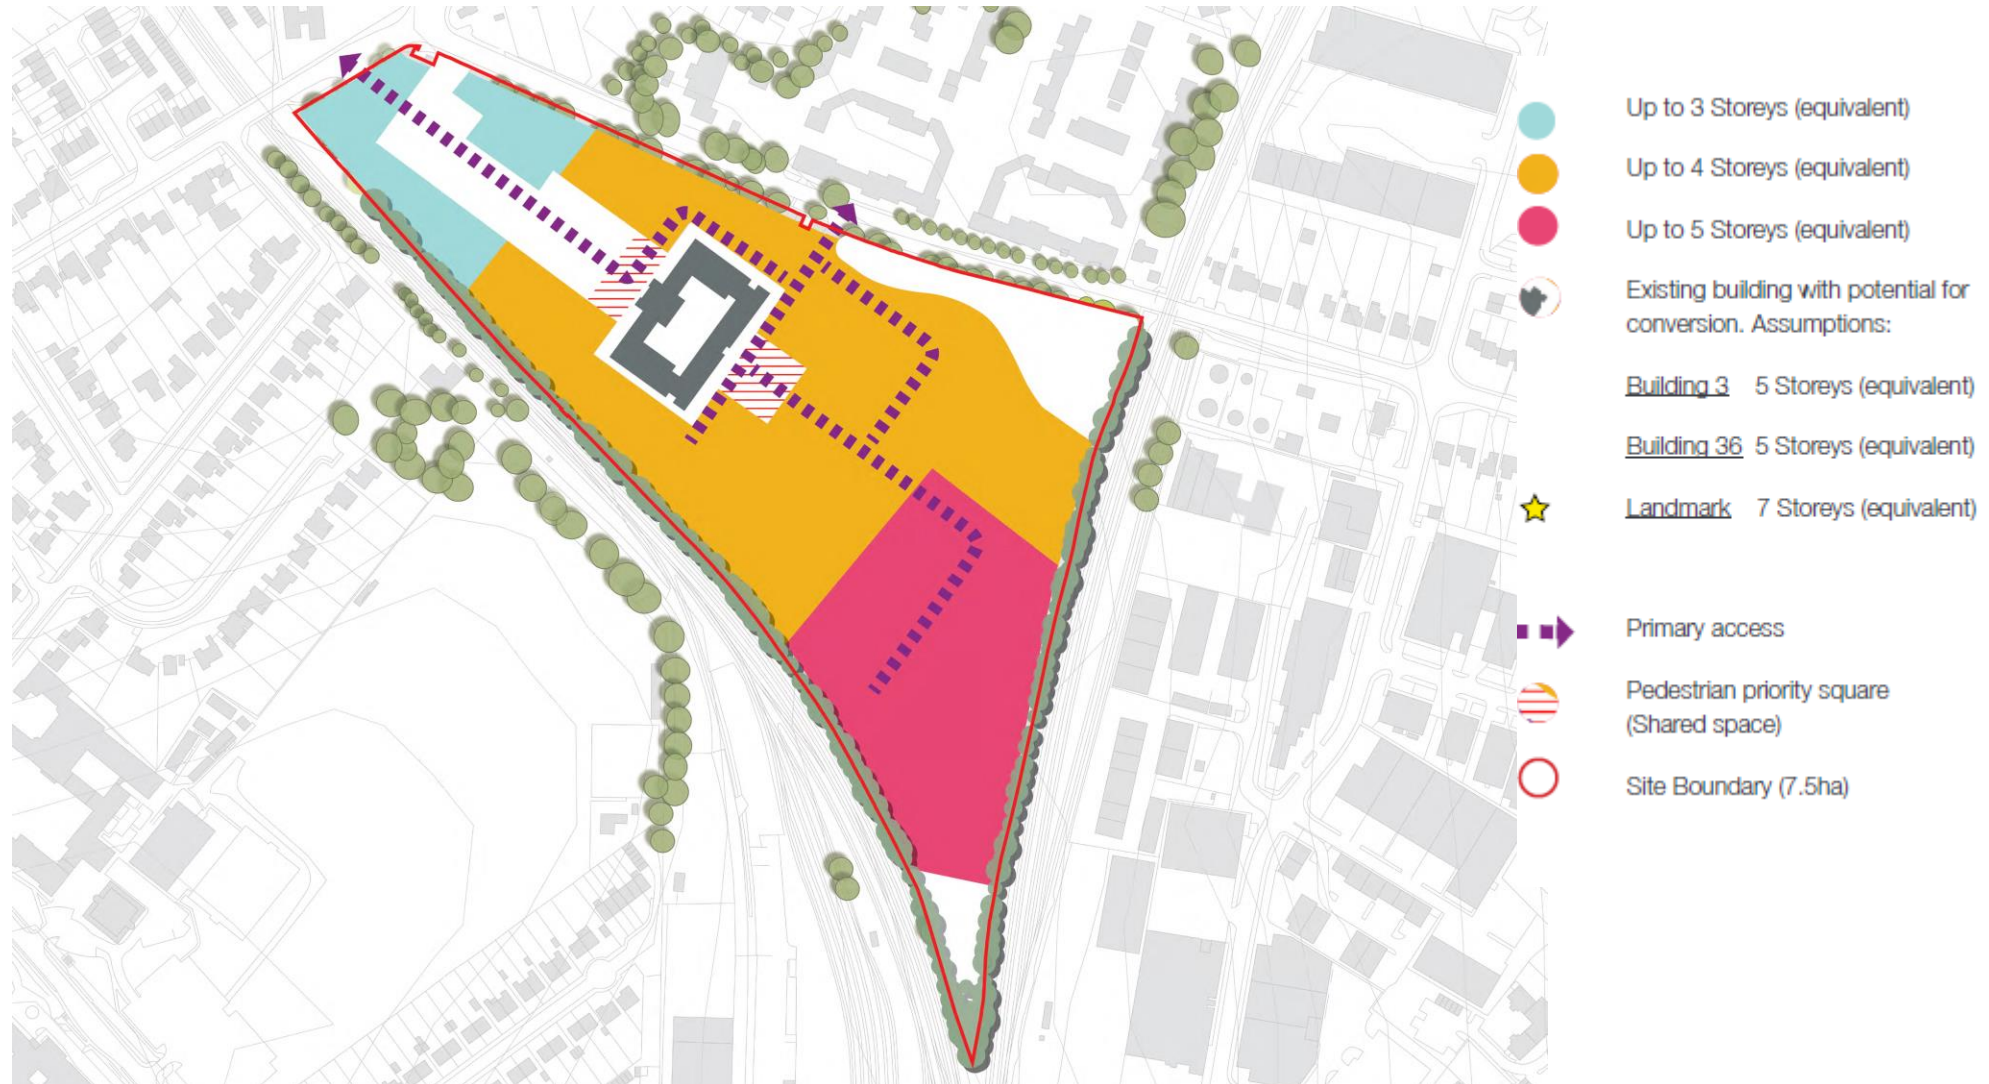 Up to 3 Storeys (equivalent)
Up to 4 Storeys (equivalent)
Up to 5 Storeys (equivalent)
Existing building with potential for
conversion. Assumptions:
Building 3 5 Storeys (equivalent)
Building 36 5 Storeys (equivalent)
Landmark 7 Storeys (equivalent)
Primary access
Pedestrian priority square
(Shared space)
Site Boundary (7.5ha)